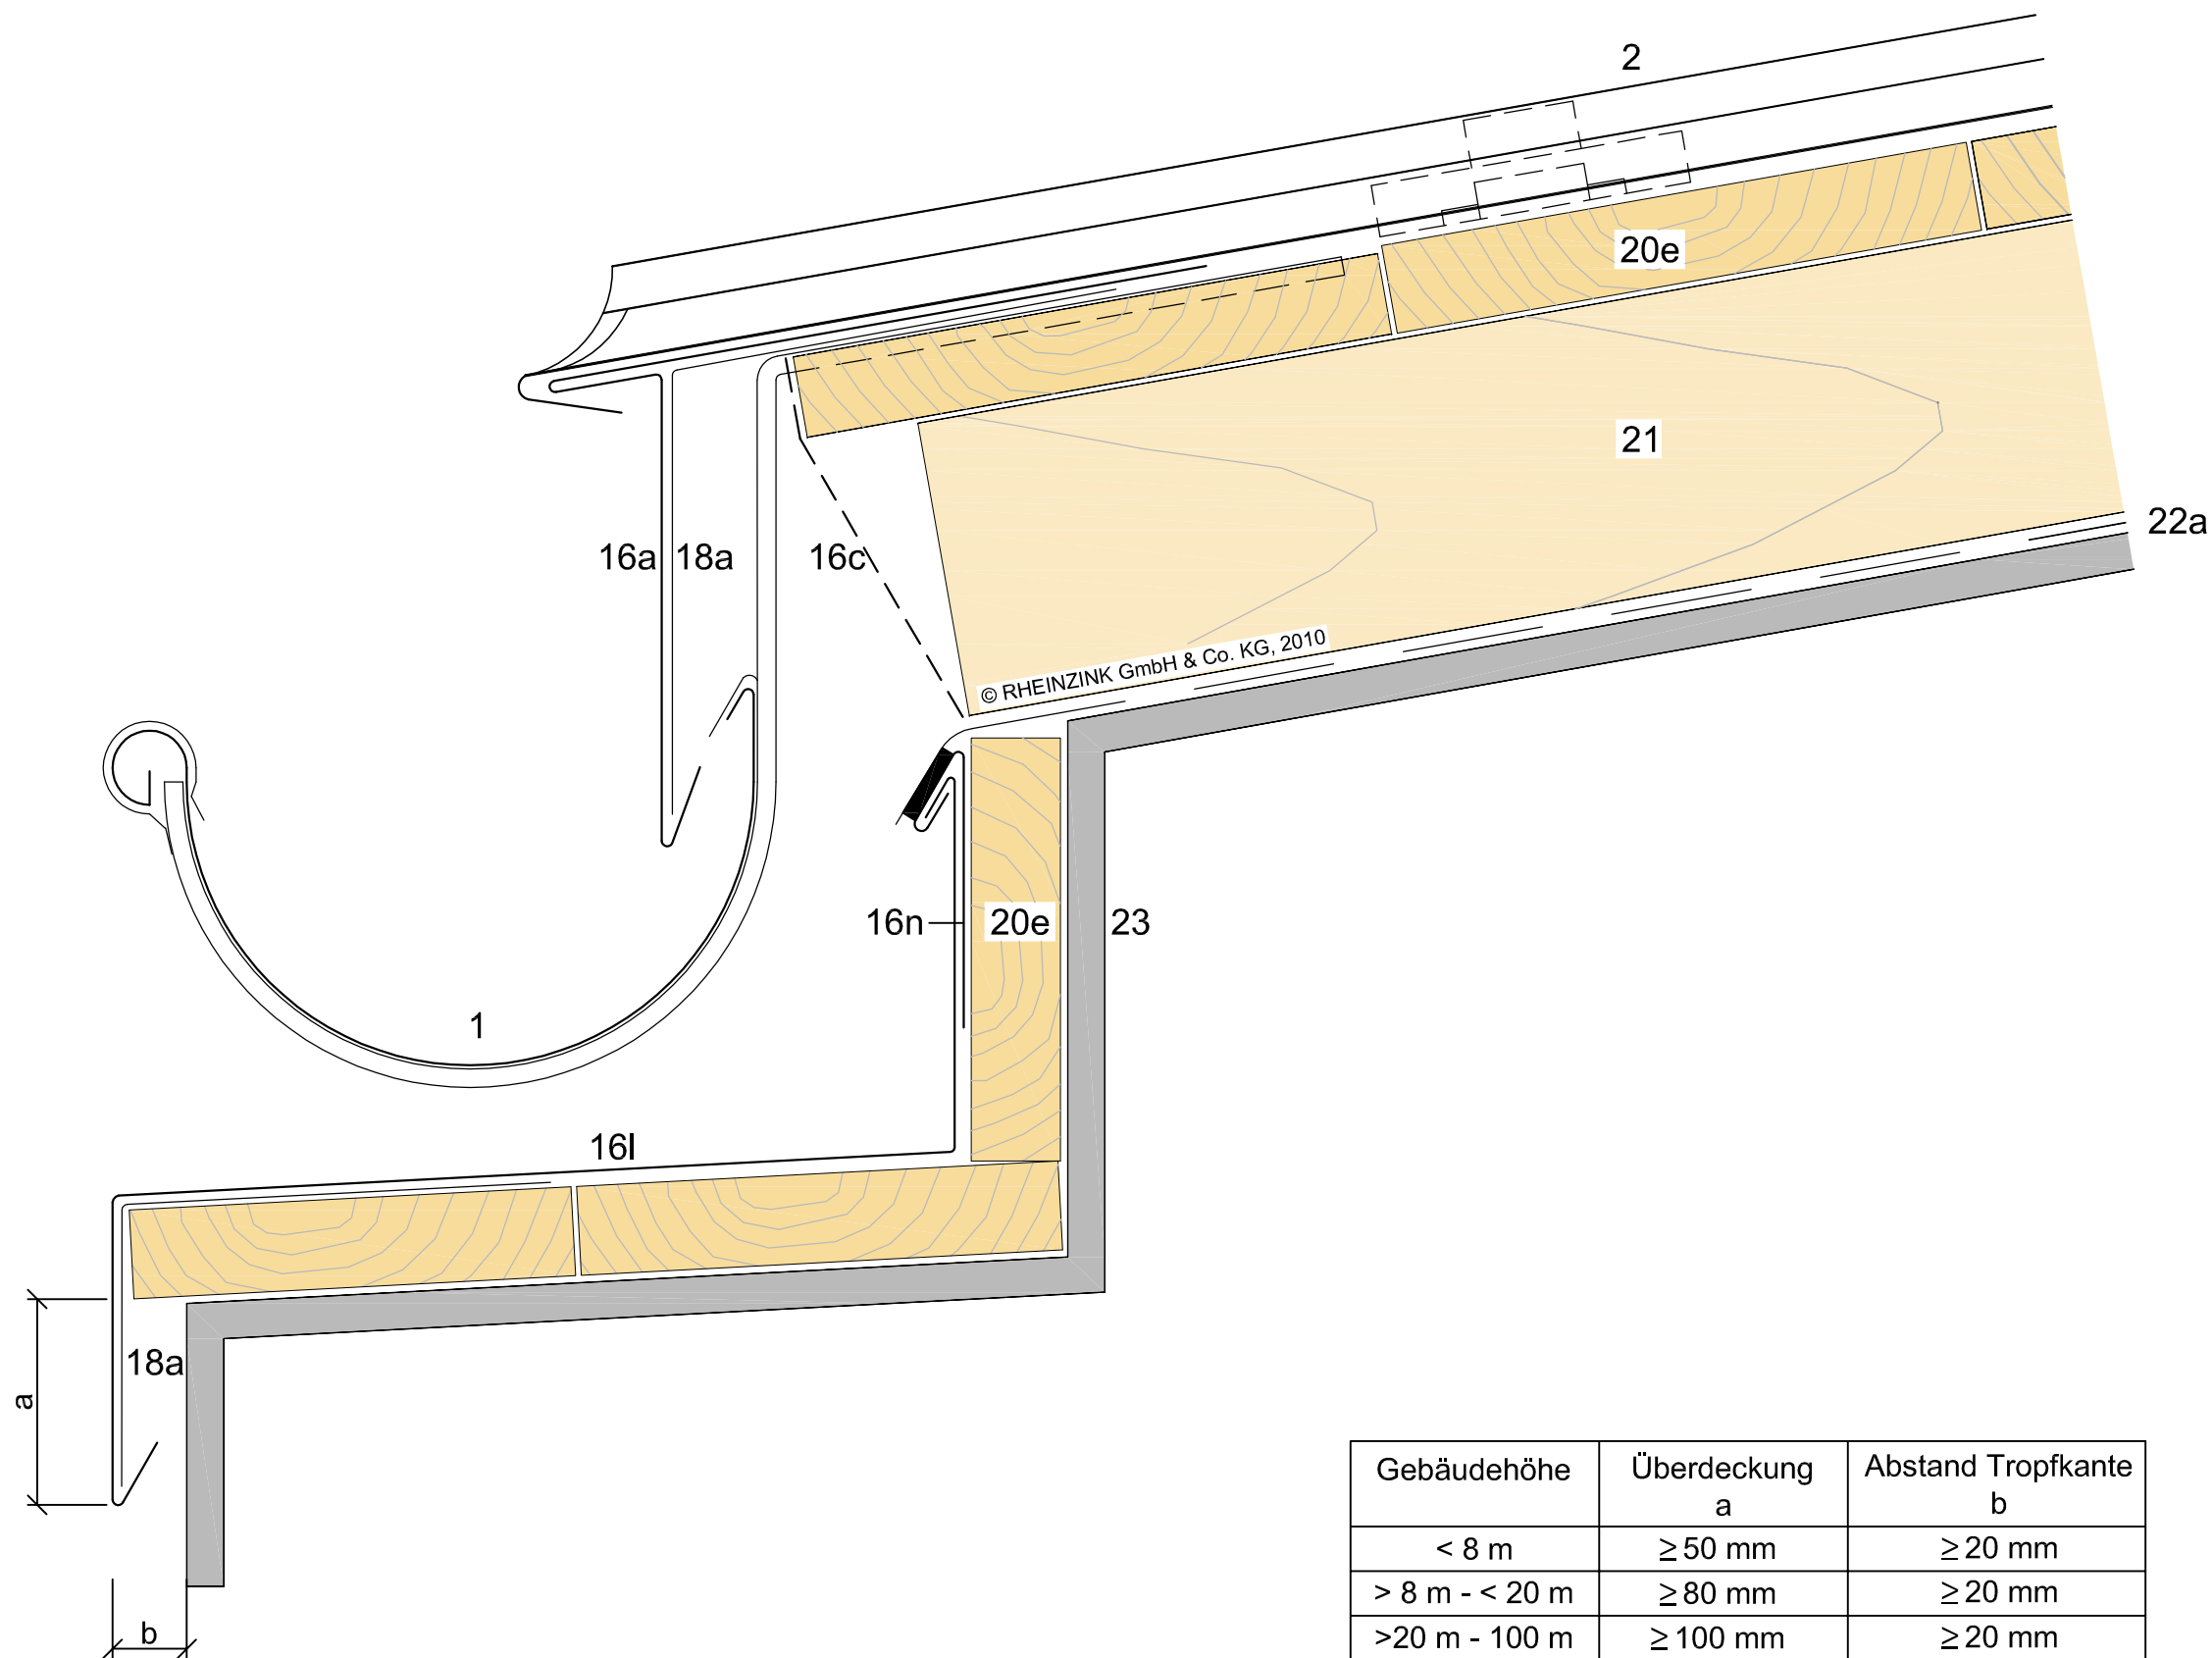 2
20e
21
22a
16a
18a
16c
© RHEINZINK GmbH & Co. KG, 2010
16n
20e
23
1
16l
18a
a
b
Gebäudehöhe Überdeckung a Abstand Tropfkante b
< 8 m ≥ 50 mm ≥ 20 mm
> 8 m - < 20 m ≥ 80 mm ≥ 20 mm
>20 m - 100 m ≥ 100 mm ≥ 20 mm